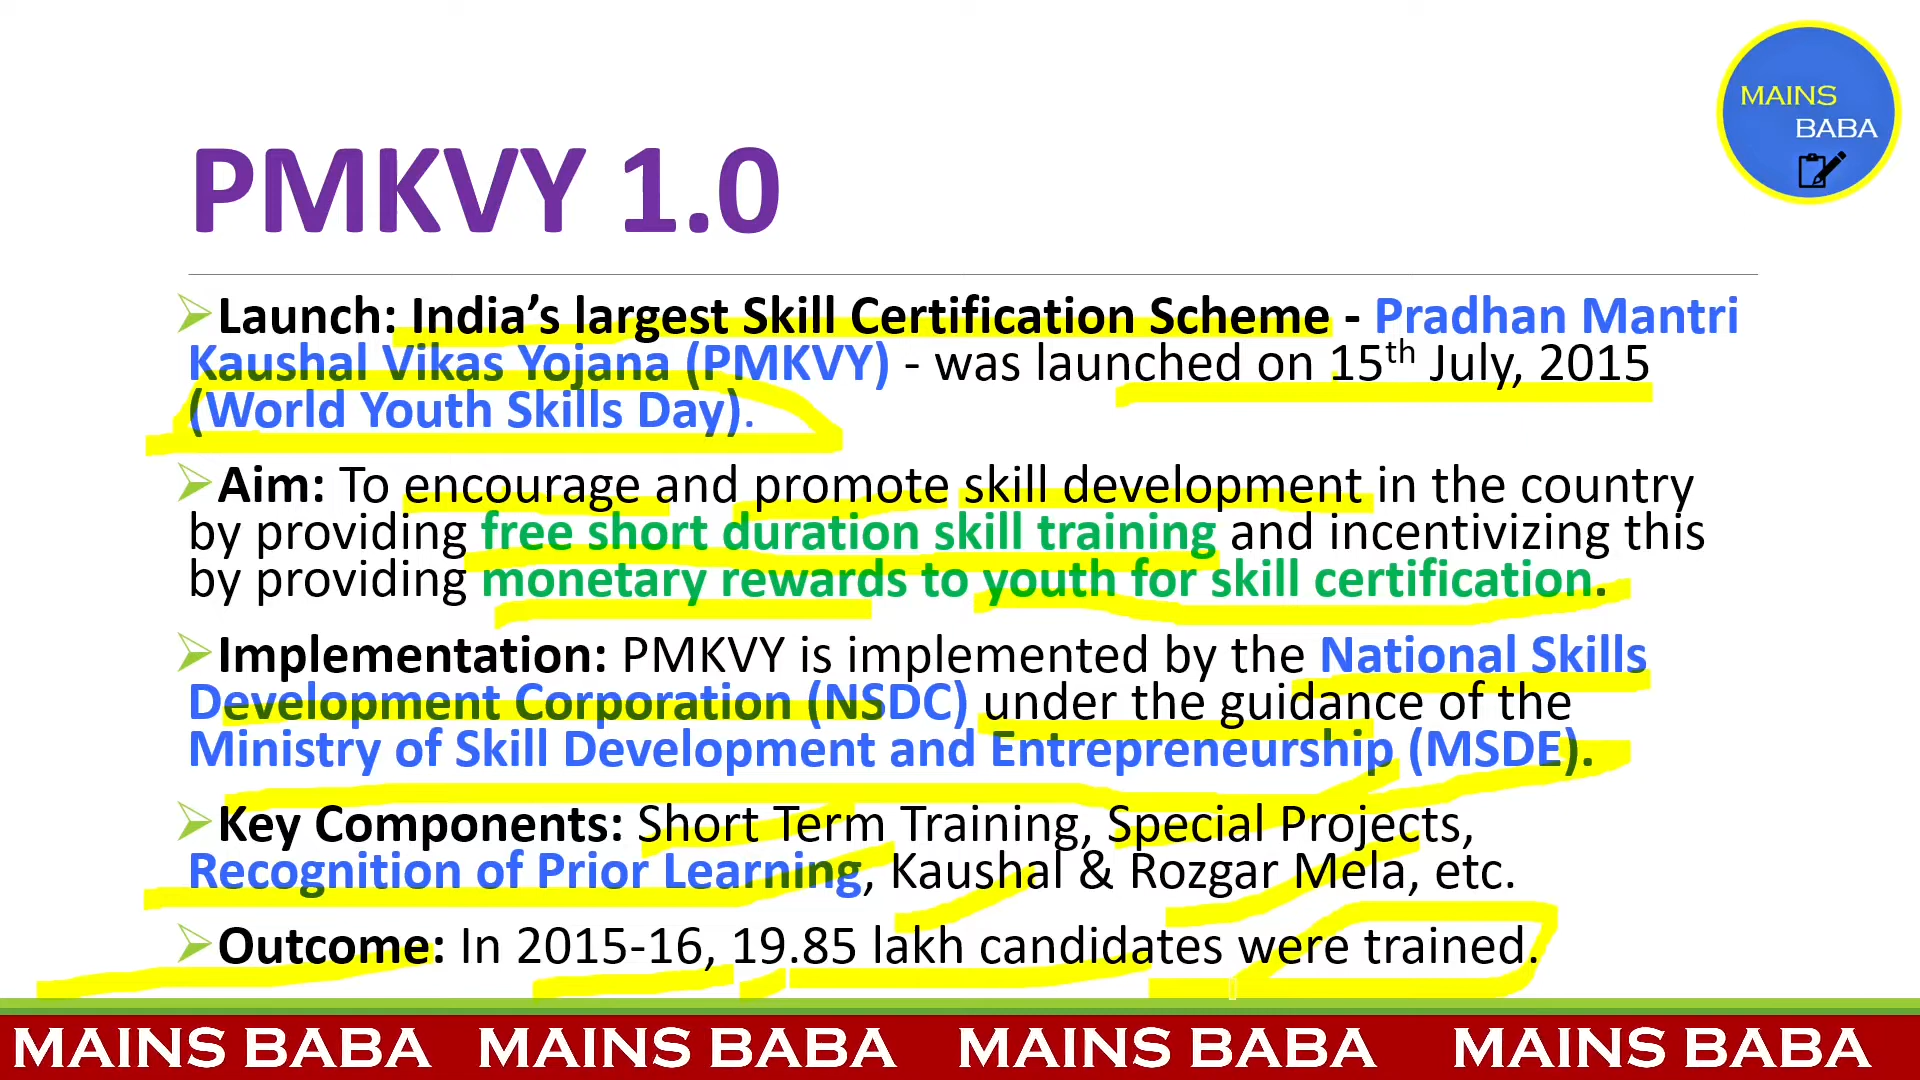 MAINS
BABA
PMKVY 1.0
Launch: India’s largest Skill Certification Scheme - Pradhan Mantri
Kaushal Vikas Yojana (PMKVY) - was launched on 15th July, 2015
(World Youth Skills Day).
Aim: To encourage and promote skill development in the country
by providing free short duration skill training and incentivizing this
by providing monetary rewards to youth for skill certification.
Implementation: PMKVY is implemented by the National Skills
Development Corporation (NSDC) under the guidance of the
Ministry of Skill Development and Entrepreneurship (MSDE).
Key Components: Short Term Training, Special Projects,
Recognition of Prior Learning, Kaushal & Rozgar Mela, etc.
Outcome: In 2015-16, 19.85 lakh candidates were trained.
MAINS BABA MAINS BABA MAINS BABA MAINS BABA